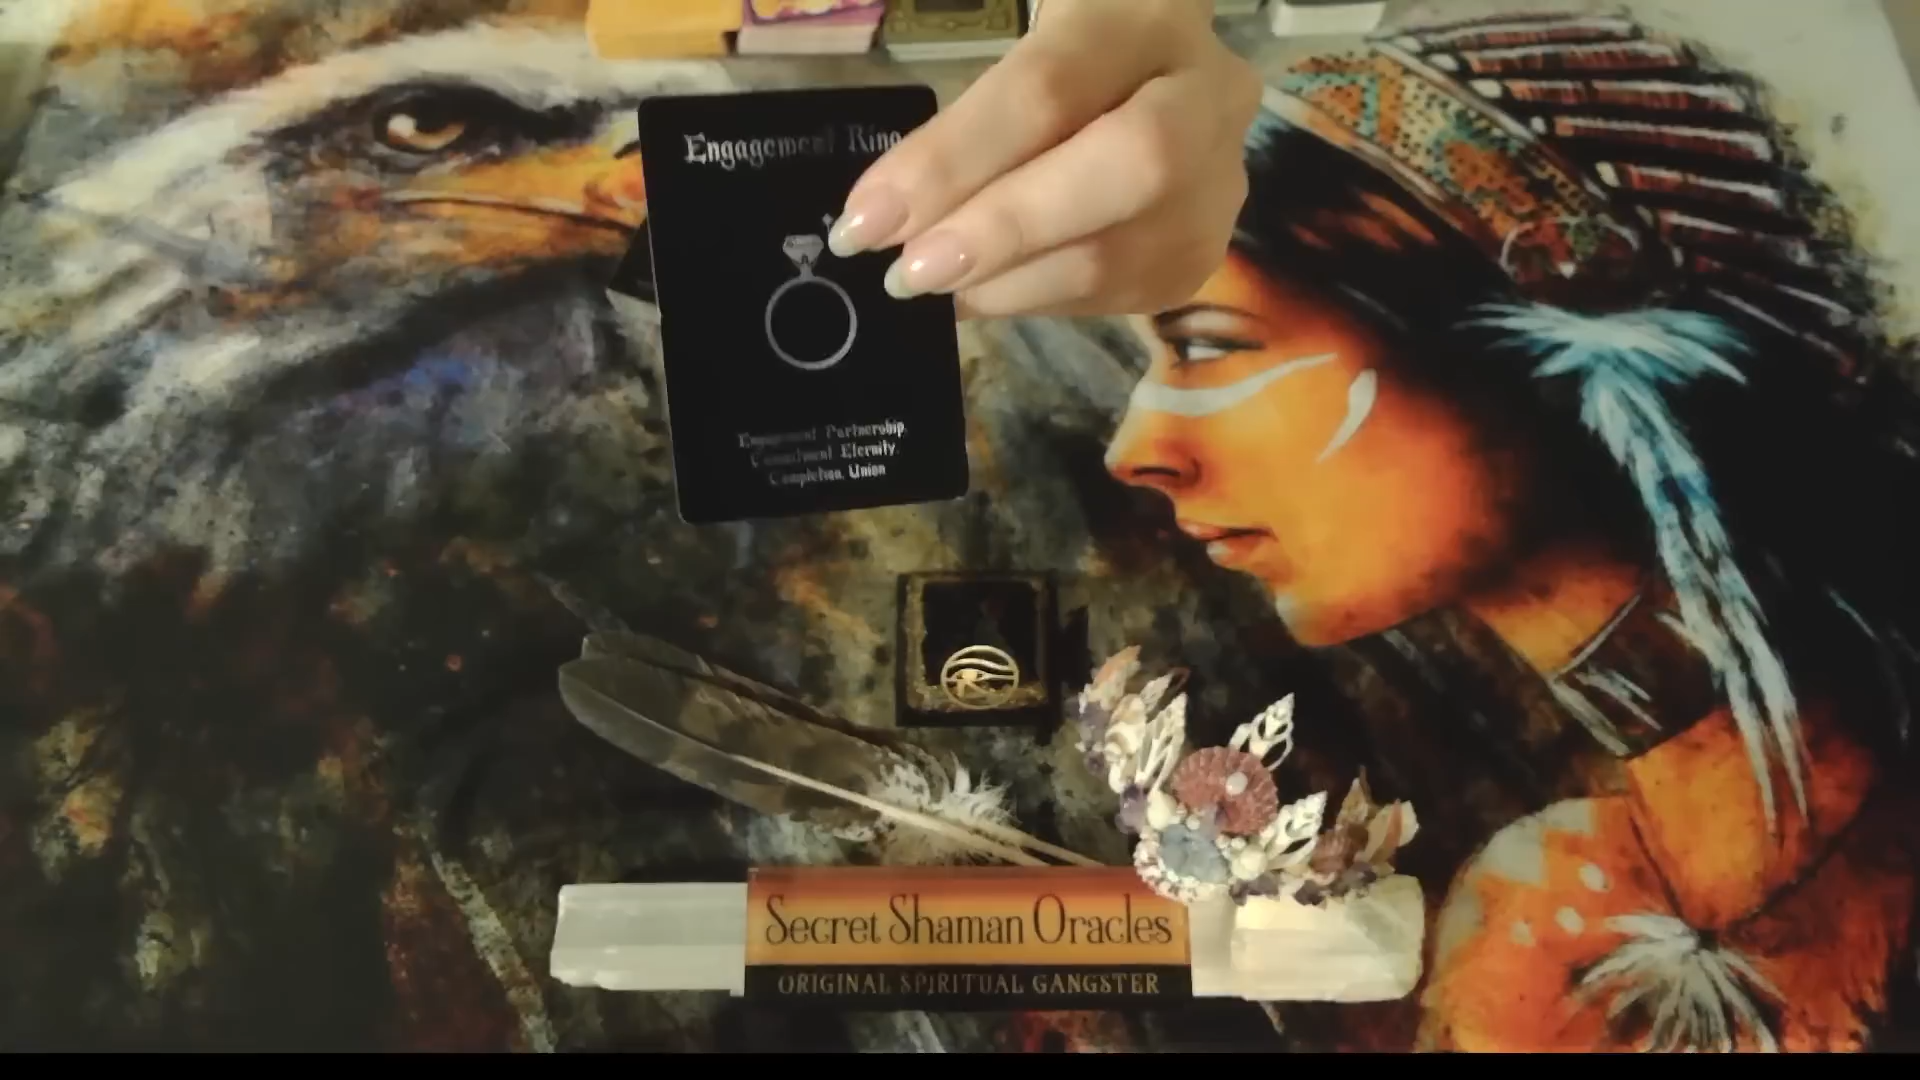 Engagement Ring
Engagement Partnership,
Commitment Eternity,
Completion, Union
Secret Shaman Oracles
ORIGINAL SPIRITUAL GANGSTER